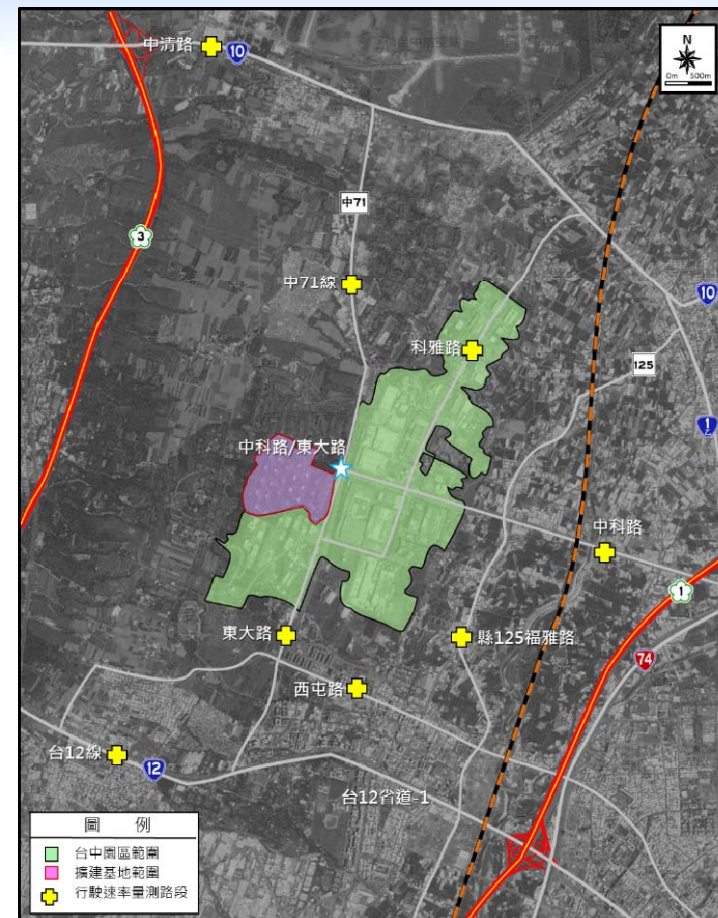 中清路
10
N
0m 500m
中71
3
中71線
10
科雅路
125
1乙
中科路/東大路
中科路
1
東大路
縣125福雅路
74
西屯路
台12線
12
台12省道-1
圖 例
台中園區範圍
擴建基地範圍
行駛速率量測路段